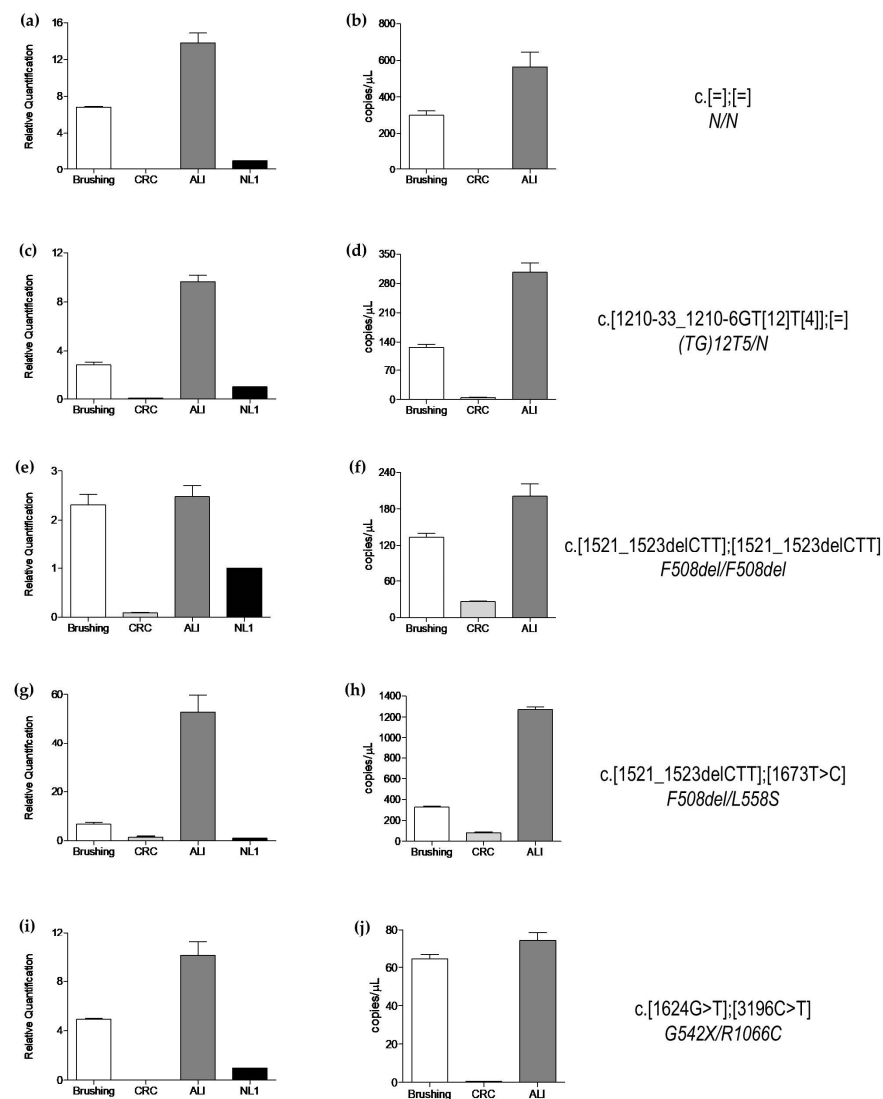 (a)
Relative Quantification
16
12
8
4
0
Brushing CRC ALI NL1
(b)
copies/µL
800
600
400
200
0
Brushing CRC ALI
c.[=];[=]
N/N
(c)
Relative Quantification
12
8
4
0
Brushing CRC ALI NL1
(d)
copies/µL
350
280
210
140
70
0
Brushing CRC ALI
c.[1210-33_1210-6GT[12]T[4]];[=]
(TG)12T5/N
(e)
Relative Quantification
3
2
1
0
Brushing CRC ALI NL1
(f)
copies/µL
240
180
120
60
0
Brushing CRC ALI
c.[1521_1523delCTT];[1521_1523delCTT]
F508del/F508del
(g)
Relative Quantification
60
40
20
0
Brushing CRC ALI NL1
(h)
copies/µL
1400
1200
1000
800
600
400
200
0
Brushing CRC ALI
c.[1521_1523delCTT];[1673T>C]
F508del/L558S
(i)
Relative Quantification
12
8
4
0
Brushing CRC ALI NL1
(j)
copies/µL
80
60
40
20
0
Brushing CRC ALI
c.[1624G>T];[3196C>T]
G542X/R1066C